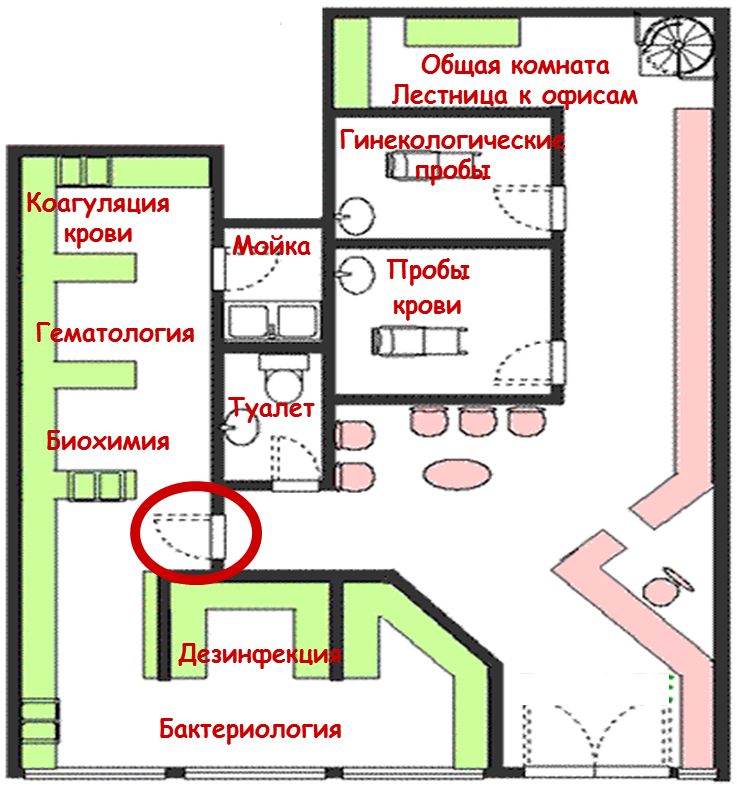 Общая комната
Лестница к офисам
Гинекологические
пробы
Коагуляция
крови
Мойка
Пробы
крови
Гематология
Туалет
Биохимия
Дезинфекция
Бактериология